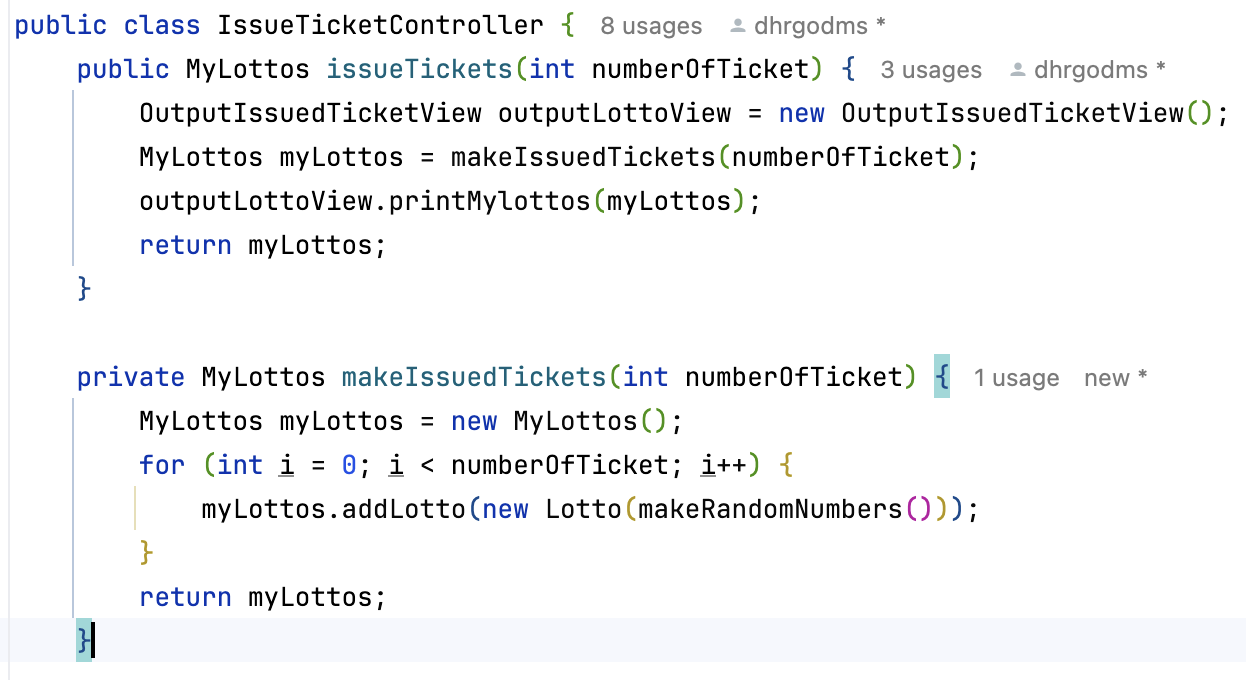 public class IssueTicketController { 8 usages dhrgodms *
public MyLottos issueTickets(int numberOfTicket) { 3 usages dhrgodms *
OutputIssuedTicketView outputLottoView = new OutputIssuedTicketView();
MyLottos myLottos = makeIssuedTickets(numberOfTicket);
outputLottoView.printMylottos(myLottos);
return myLottos;
}
private MyLottos makeIssuedTickets(int numberOfTicket) { 1 usage new *
MyLottos myLottos = new MyLottos();
for (int i = 0; i < numberOfTicket; i++) {
myLottos.addLotto(new Lotto(makeRandomNumbers()));
}
return myLottos;
}